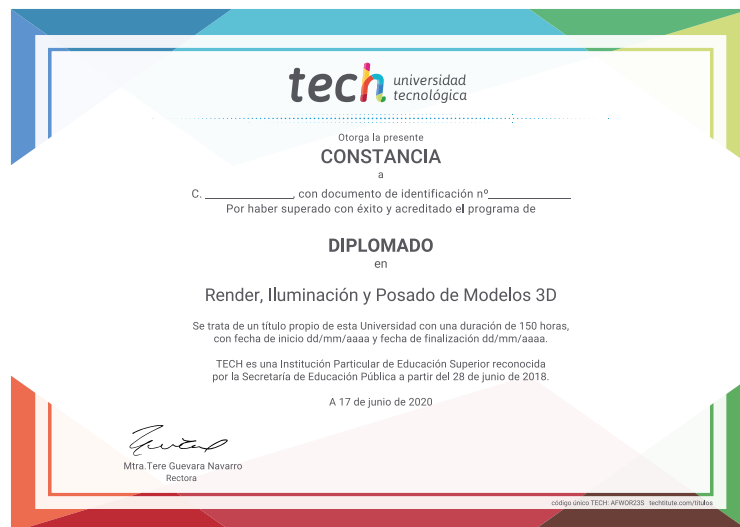 tech universidad
tecnológica
Otorga la presente
CONSTANCIA
a
C. ______________, con documento de identificación nº______________
Por haber superado con éxito y acreditado el programa de
DIPLOMADO
en
Render, Iluminación y Posado de Modelos 3D
Se trata de un título propio de esta Universidad con una duración de 150 horas,
con fecha de inicio dd/mm/aaaa y fecha de finalización dd/mm/aaaa.
TECH es una Institución Particular de Educación Superior reconocida
por la Secretaría de Educación Pública a partir del 28 de junio de 2018.
A 17 de junio de 2020
Mtra.Tere Guevara Navarro
Rectora
código único TECH: AFWOR23S techtitute.com/títulos